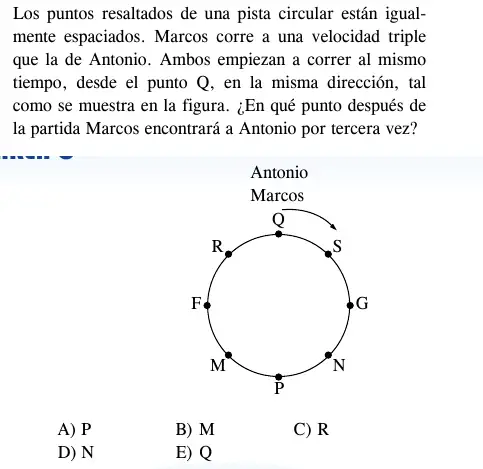 Los puntos resaltados de una pista circular están igual-
mente espaciados. Marcos corre a una velocidad triple
que la de Antonio. Ambos empiezan a correr al mismo
tiempo, desde el punto Q, en la misma dirección, tal
como se muestra en la figura. ¿En qué punto después de
la partida Marcos encontrará a Antonio por tercera vez?
Antonio
Marcos
Q
R S
F G
M N
P
A) P B) M C) R
D) N E) Q